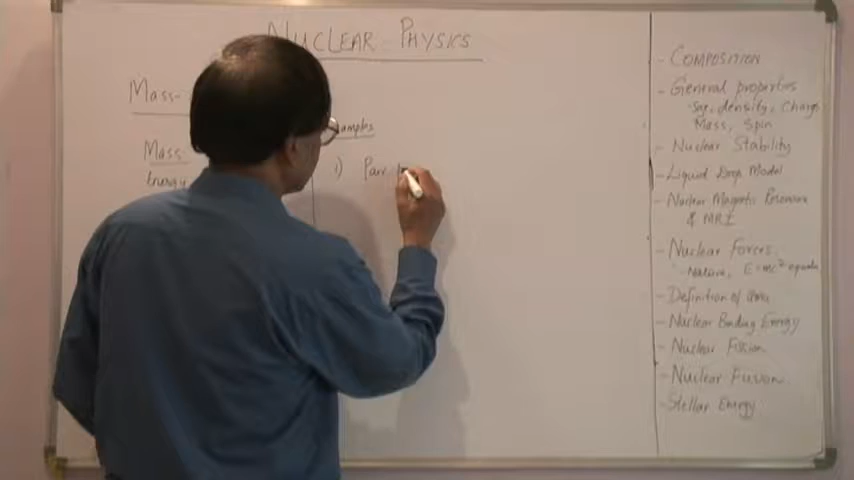 NUCLEAR PHYSICS
Mass-
Mass
Energy
amples
1) Pair
- COMPOSITION
- General properties
Size, density, Charge
Mass, Spin
- Nuclear Stability
- Liquid Drop Model
- Nuclear Magnetic Resonance
& MRI
- Nuclear Forces
- Nature, E=mc²
- Definition of amu
- Nuclear Binding Energy
- Nuclear Fission
- Nuclear Fusion
- Stellar Energy